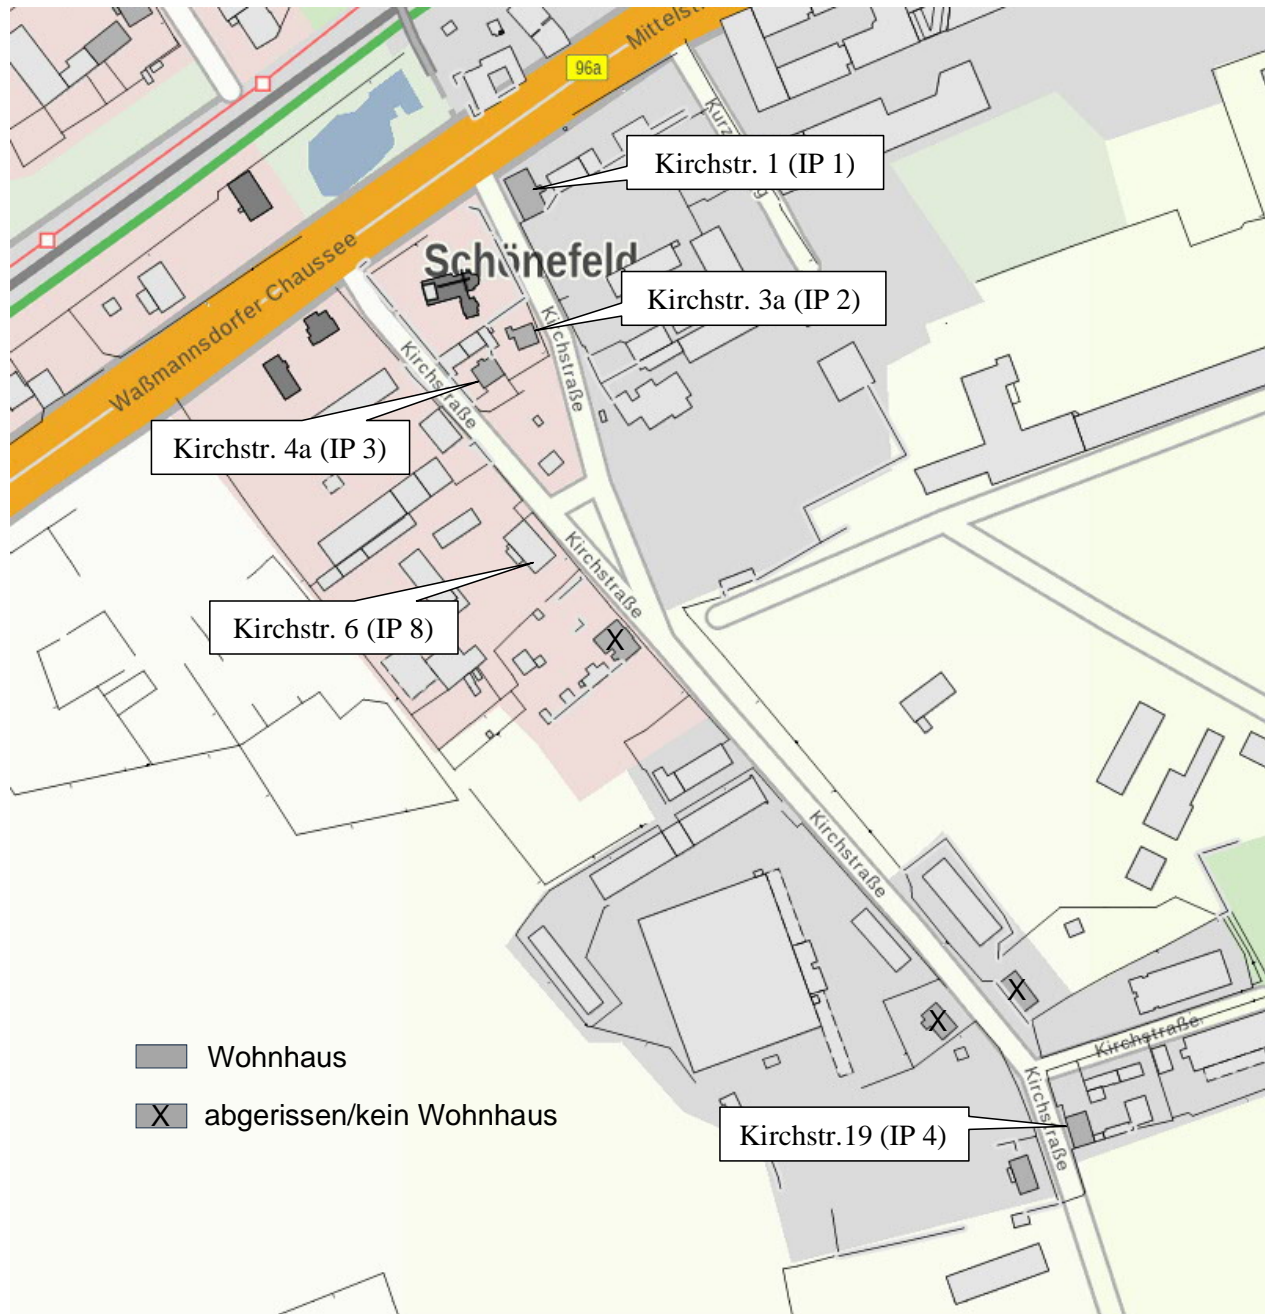 Mittelst
96a
Kurz
g
Kirchstr. 1 (IP 1)
Waßmannsdorfer Chaussee
Schönefeld
Kirchstr. 3a (IP 2)
Kirchstraße
Kirchstraße
Kirchstr. 4a (IP 3)
Kirchstraße
Kirchstr. 6 (IP 8)
X
Kirchstraße
X
X
Kirchstraße
Wohnhaus
Kirchstraße
X abgerissen/kein Wohnhaus
Kirchstr.19 (IP 4)